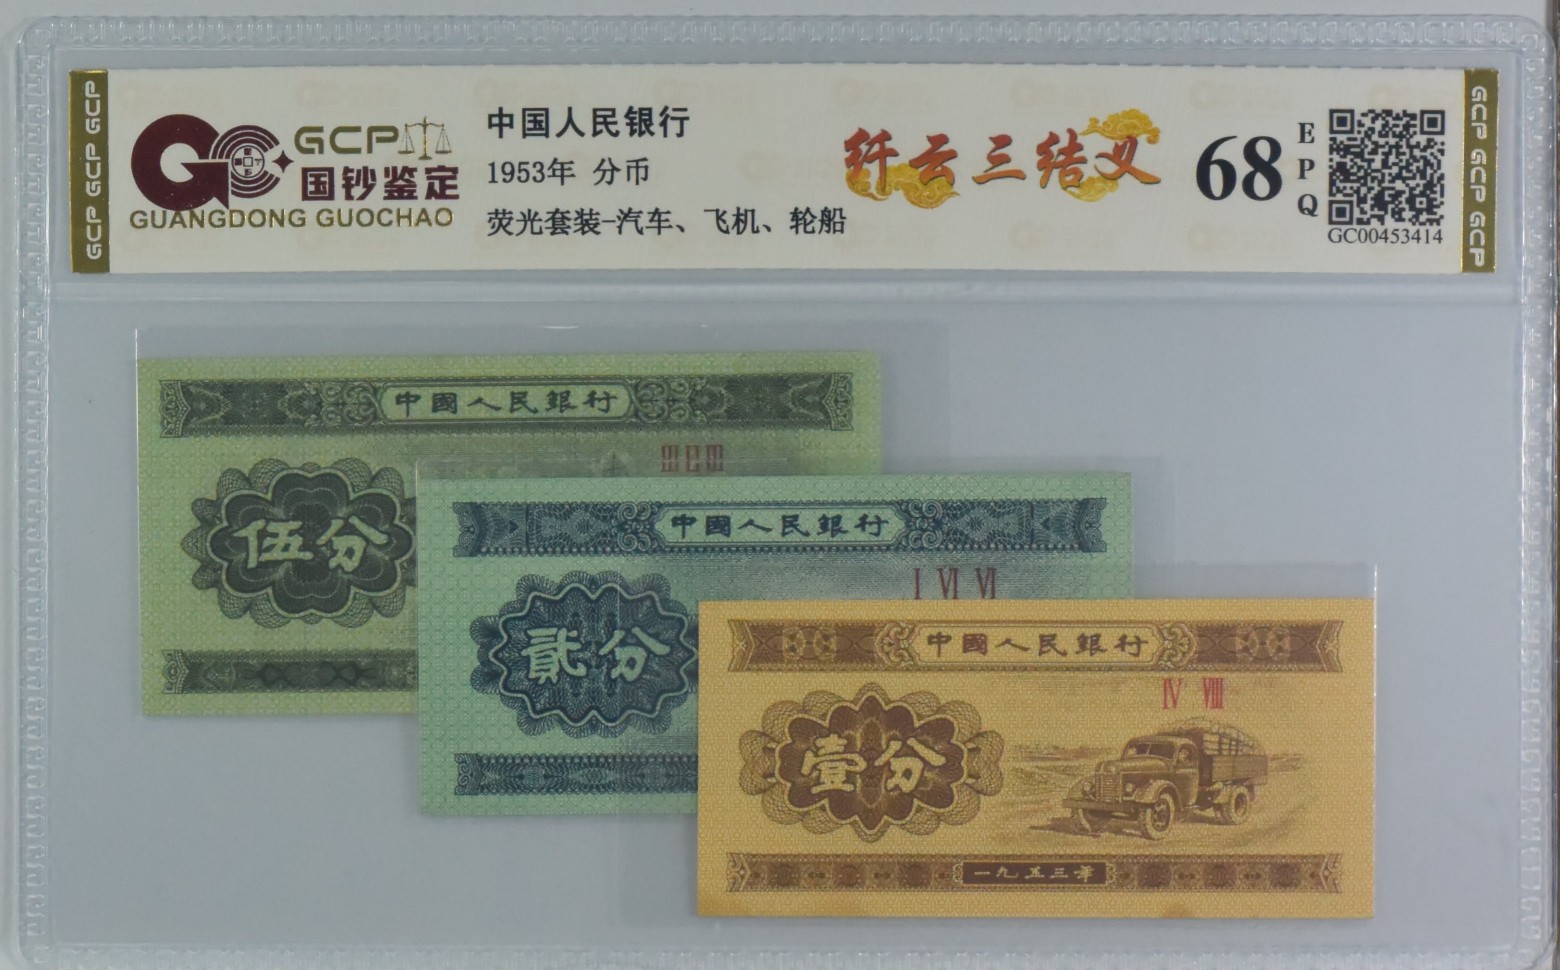 GCP
国钞鉴定
GUANGDONG GUOCHAO
中国人民银行
1953年 分币
荧光套装-汽车、飞机、轮船
纤云三结义
68
EPQ
GC00453414
GCP GCP GCP
GCP GCP GCP
中國人民銀行
伍分
中國人民銀行
I VI VI
貳分
中國人民銀行
IV VIII
壹分
一九五三年